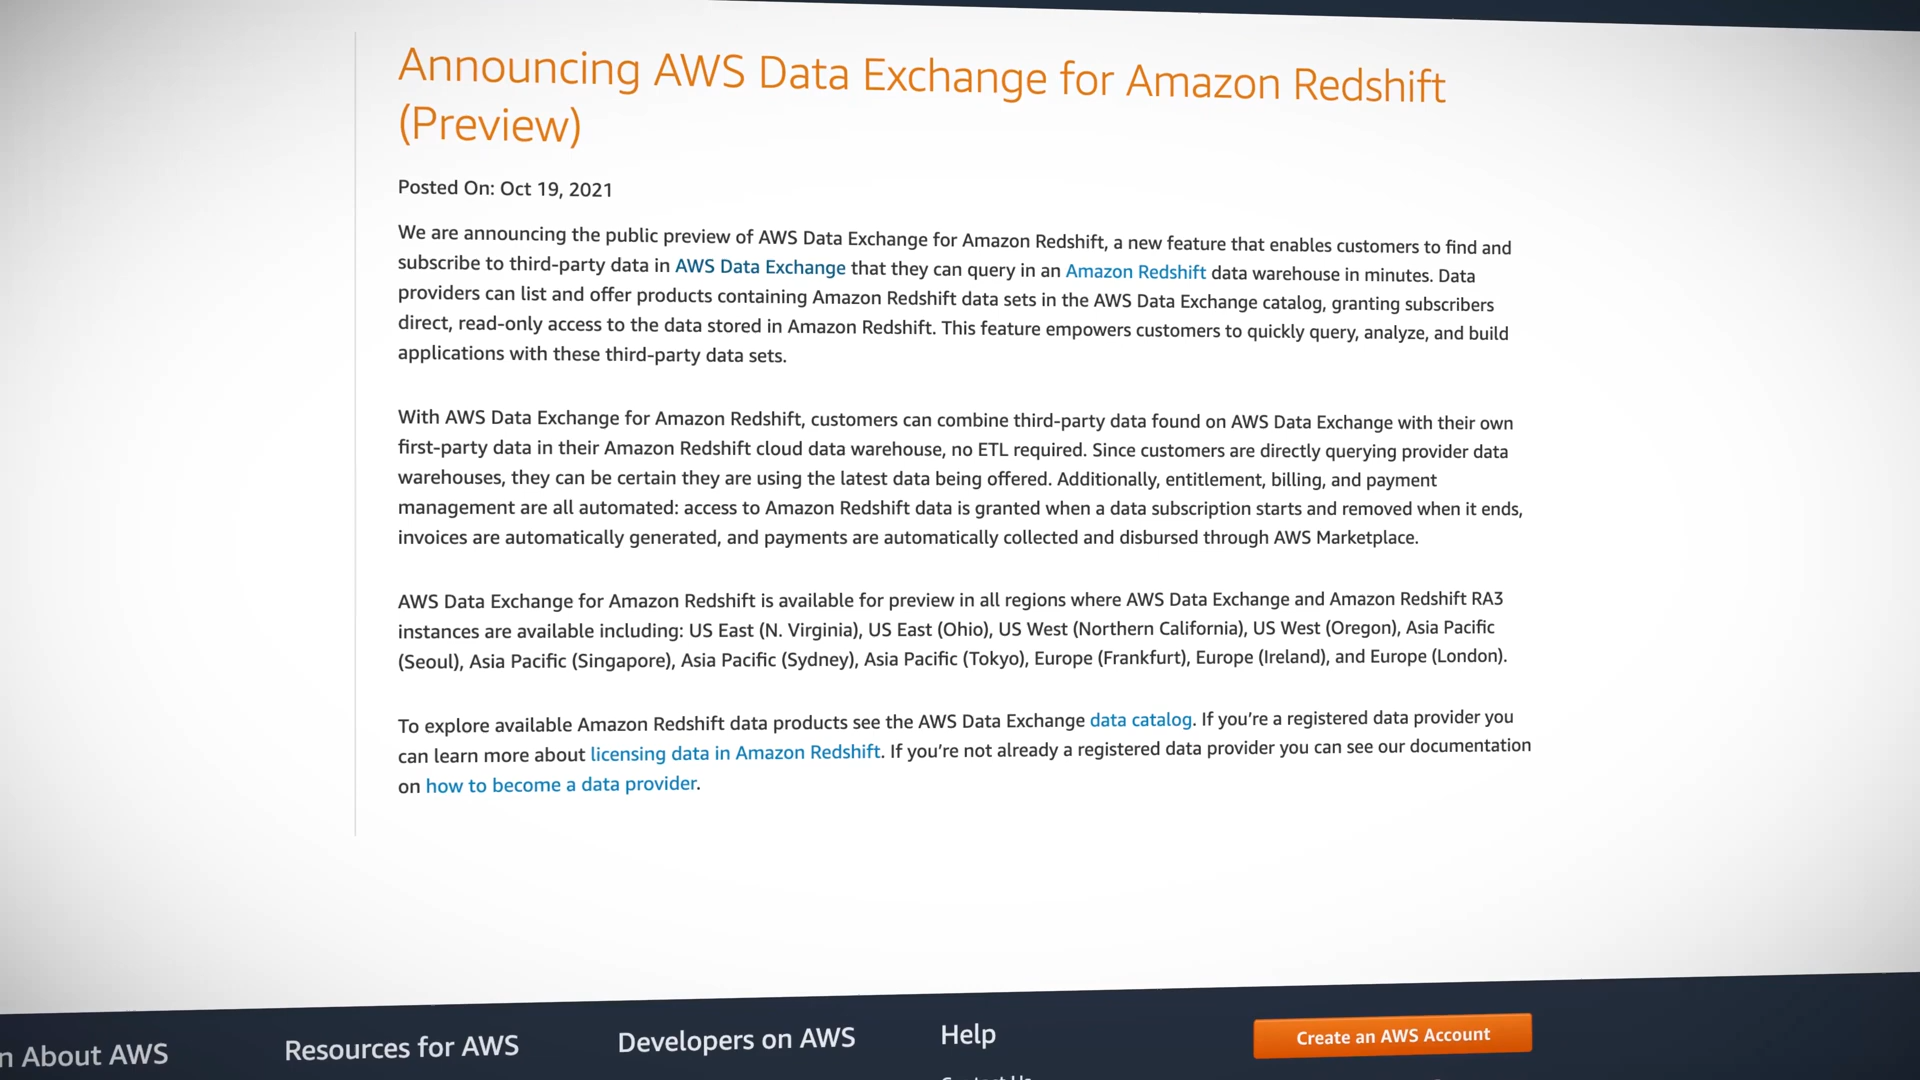 Announcing AWS Data Exchange for Amazon Redshift
(Preview)
Posted On: Oct 19, 2021
We are announcing the public preview of AWS Data Exchange for Amazon Redshift, a new feature that enables customers to find and
subscribe to third-party data in AWS Data Exchange that they can query in an Amazon Redshift data warehouse in minutes. Data
providers can list and offer products containing Amazon Redshift data sets in the AWS Data Exchange catalog, granting subscribers
direct, read-only access to the data stored in Amazon Redshift. This feature empowers customers to quickly query, analyze, and build
applications with these third-party data sets.
With AWS Data Exchange for Amazon Redshift, customers can combine third-party data found on AWS Data Exchange with their own
first-party data in their Amazon Redshift cloud data warehouse, no ETL required. Since customers are directly querying provider data
warehouses, they can be certain they are using the latest data being offered. Additionally, entitlement, billing, and payment
management are all automated: access to Amazon Redshift data is granted when a data subscription starts and removed when it ends,
invoices are automatically generated, and payments are automatically collected and disbursed through AWS Marketplace.
AWS Data Exchange for Amazon Redshift is available for preview in all regions where AWS Data Exchange and Amazon Redshift RA3
instances are available including: US East (N. Virginia), US East (Ohio), US West (Northern California), US West (Oregon), Asia Pacific
(Seoul), Asia Pacific (Singapore), Asia Pacific (Sydney), Asia Pacific (Tokyo), Europe (Frankfurt), Europe (Ireland), and Europe (London).
To explore available Amazon Redshift data products see the AWS Data Exchange data catalog. If you're a registered data provider you
can learn more about licensing data in Amazon Redshift. If you're not already a registered data provider you can see our documentation
on how to become a data provider.
n About AWS
Resources for AWS
Developers on AWS
Help
Create an AWS Account